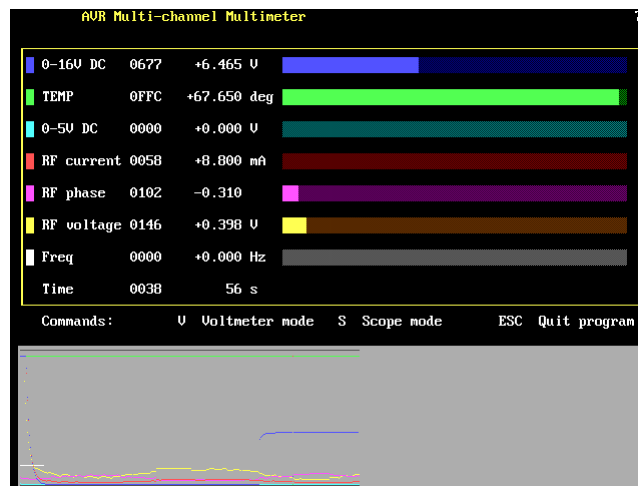 AVR Multi-channel Multimeter
0-16V DC 0677 +6.465 V
TEMP 0FFC +67.650 deg
0-5V DC 0000 +0.000 V
RF current 0058 +8.800 mA
RF phase 0102 -0.310
RF voltage 0146 +0.398 V
Freq 0000 +0.000 Hz
Time 0038 56 s
Commands: V Voltmeter mode S Scope mode ESC Quit program